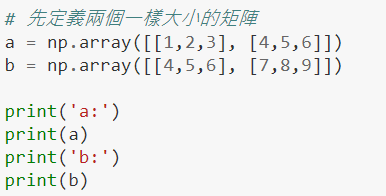 # 先定義兩個一樣大小的矩陣
a = np.array([[1,2,3], [4,5,6]])
b = np.array([[4,5,6], [7,8,9]])
print('a:')
print(a)
print('b:')
print(b)